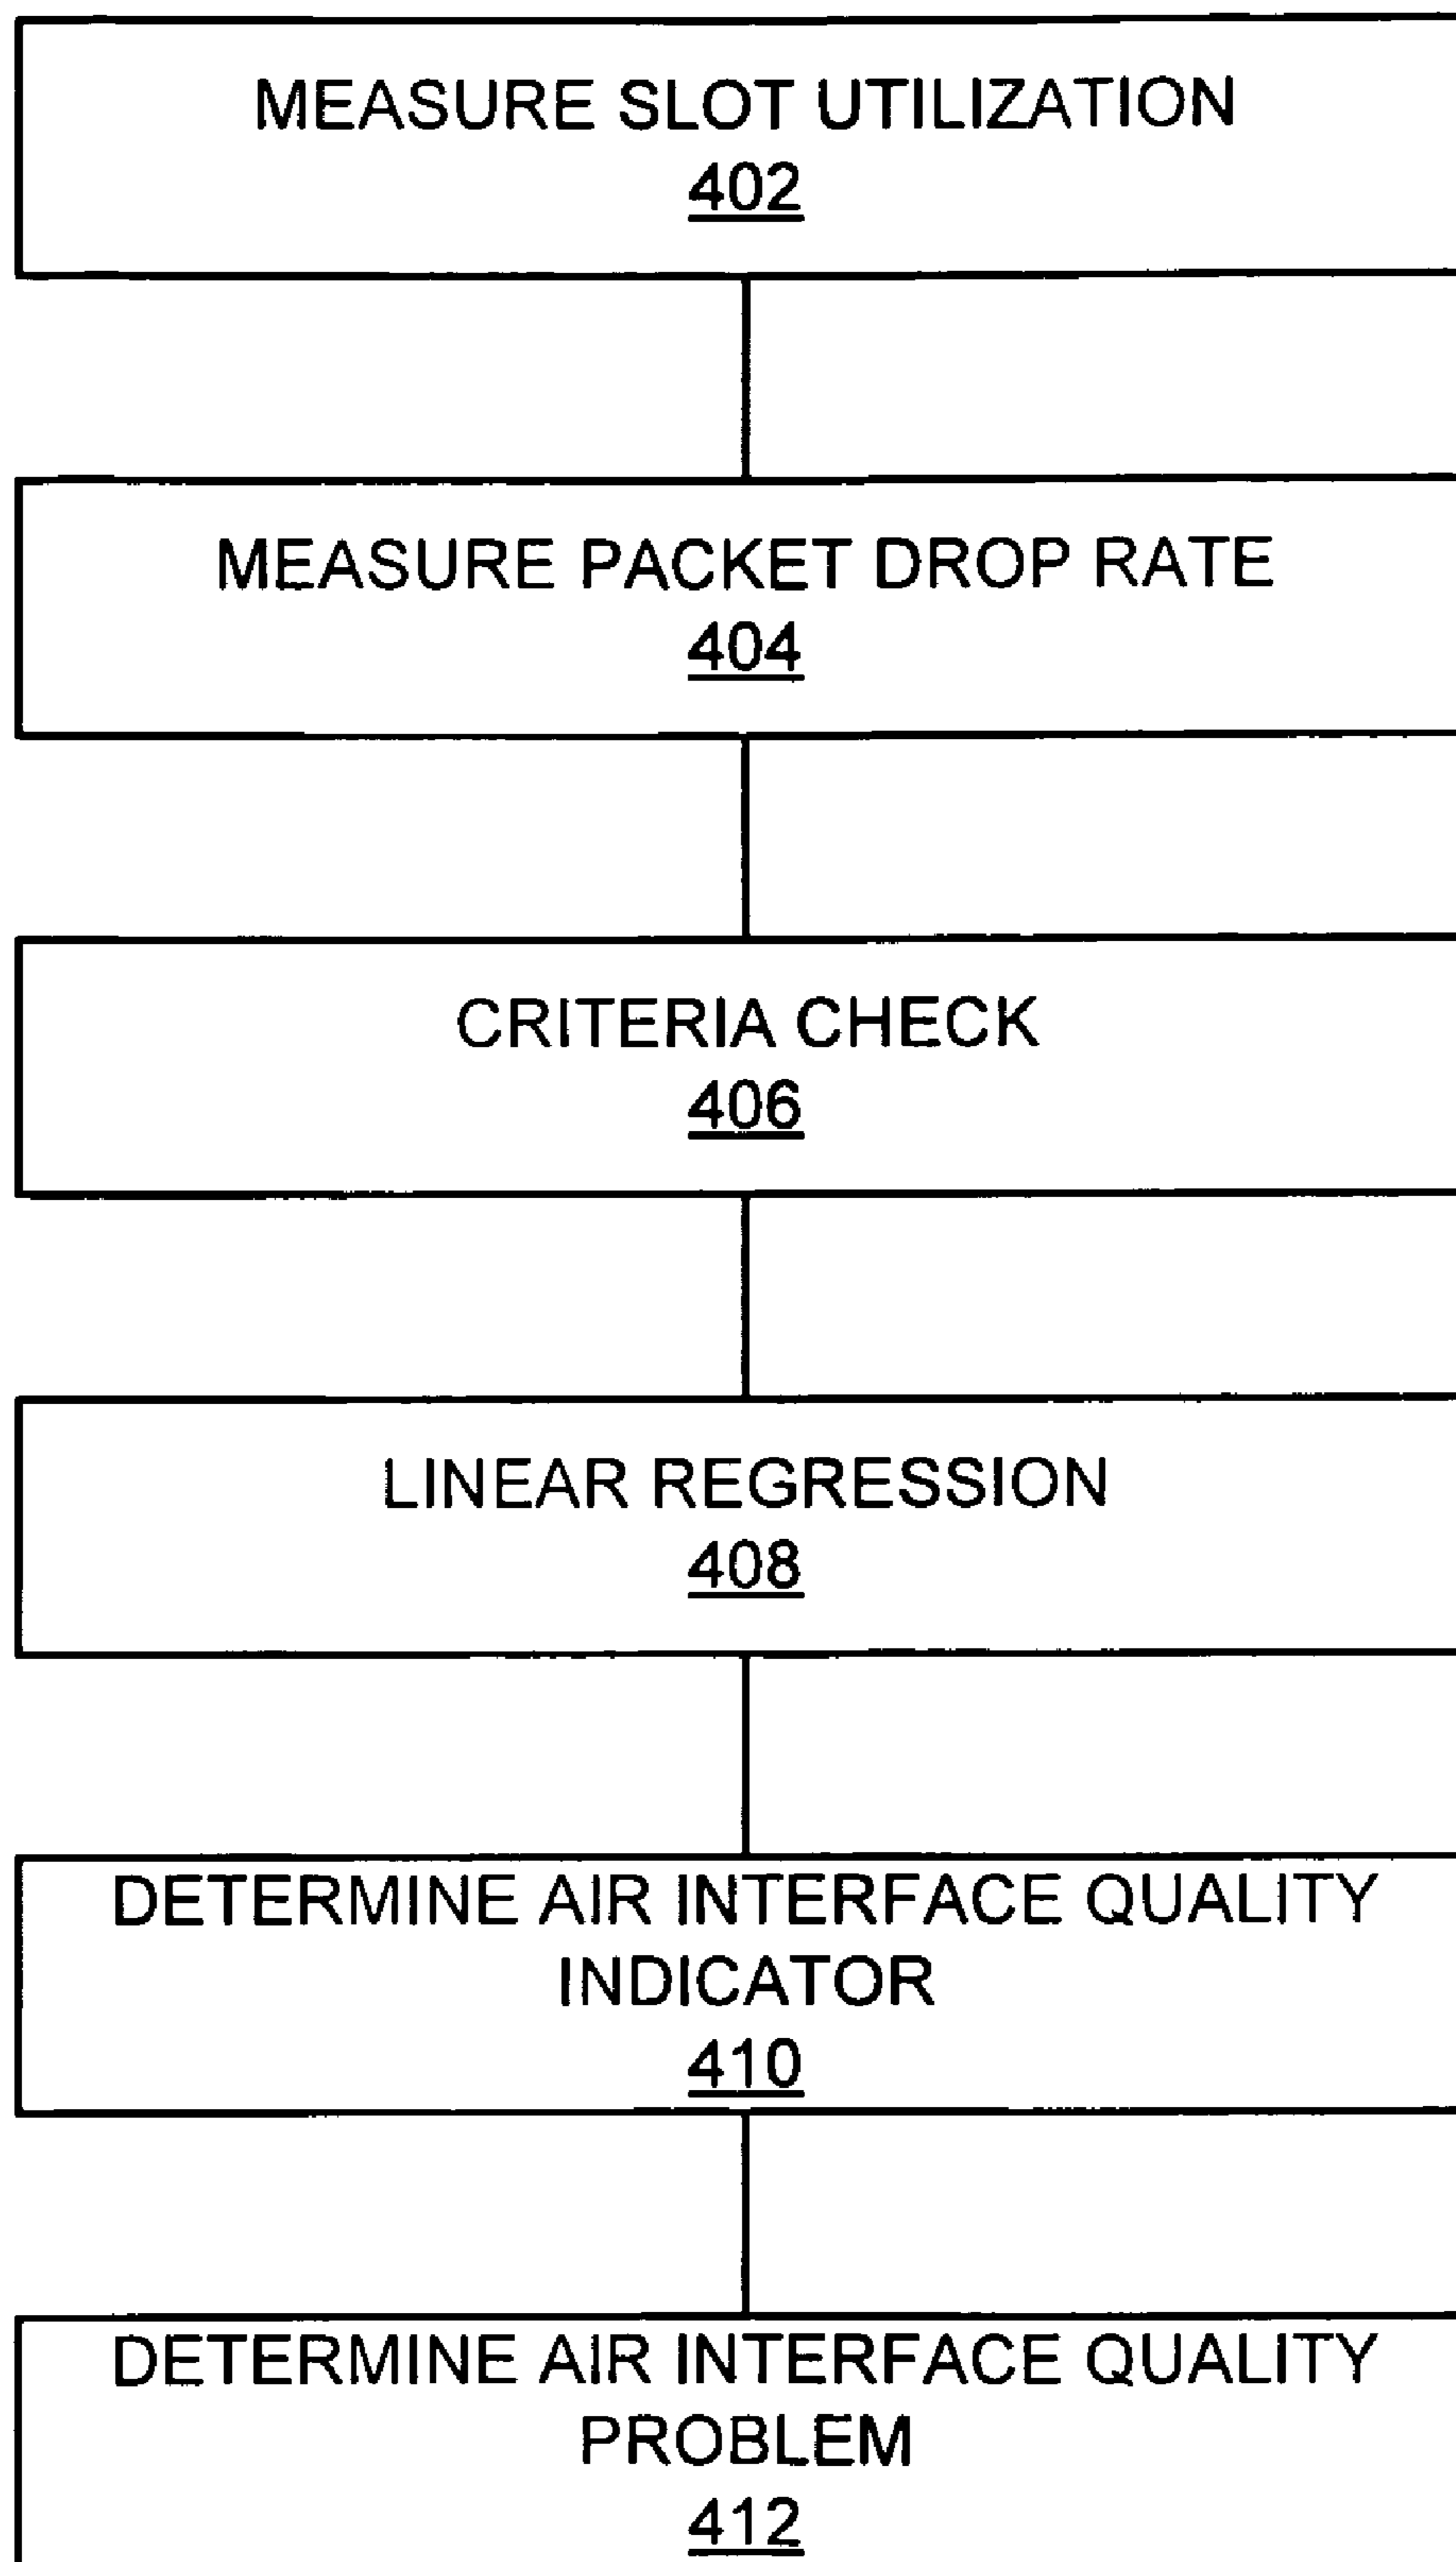 MEASURE SLOT UTILIZATION
402
MEASURE PACKET DROP RATE
404
CRITERIA CHECK
406
LINEAR REGRESSION
408
DETERMINE AIR INTERFACE QUALITY
INDICATOR
410
DETERMINE AIR INTERFACE QUALITY
PROBLEM
412